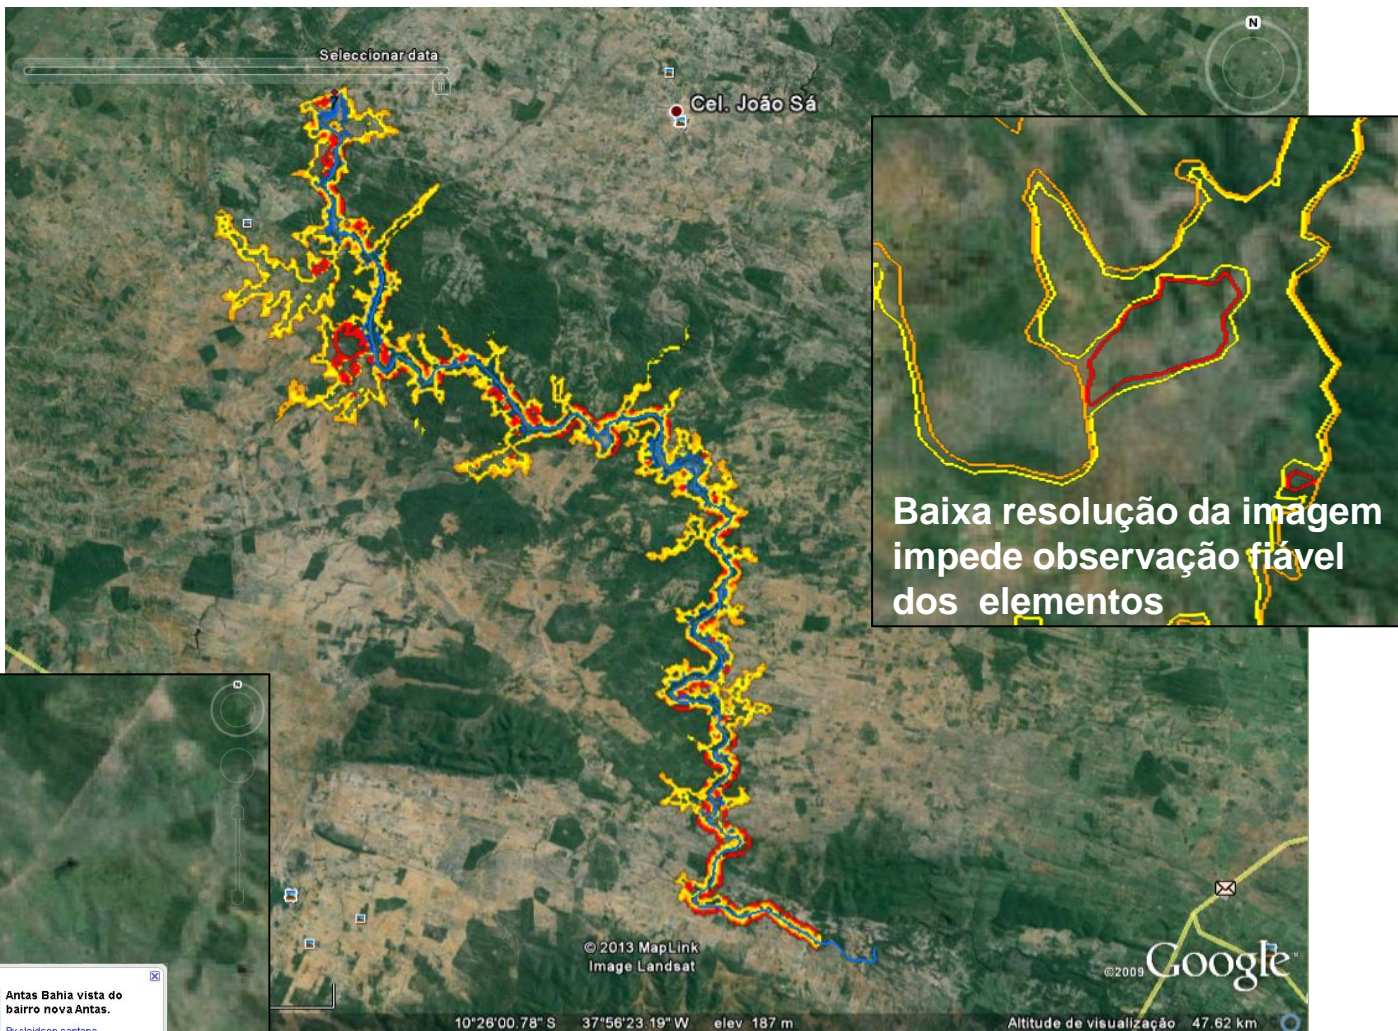 N
Seleccionar data
Cel. João Sá
Baixa resolução da imagem
impede observação fiável
dos elementos
N
Antas Bahia vista do
bairro nova Antas.
© 2013 MapLink
Image Landsat
©2009 Google
10°26'00.78" S 37°56'23.19" W elev 187 m
Altitude de visualização 47.62 km